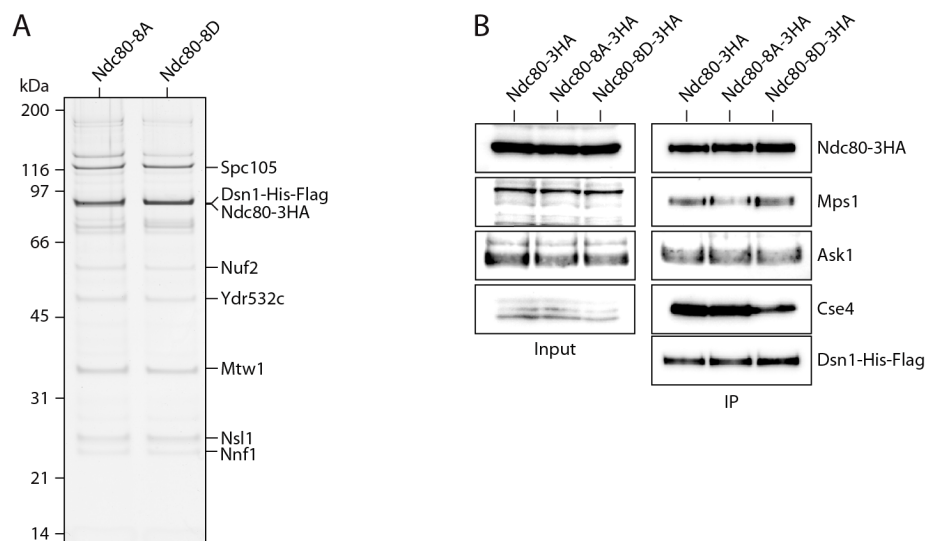 A
Ndc80-8A
Ndc80-8D
kDa
200
116
97
66
45
31
21
14
Spc105
Dsn1-His-Flag
Ndc80-3HA
Nuf2
Ydr532c
Mtw1
Nsl1
Nnf1
B
Ndc80-3HA
Ndc80-8A-3HA
Ndc80-8D-3HA
Ndc80-3HA
Ndc80-8A-3HA
Ndc80-8D-3HA
Ndc80-3HA
Mps1
Ask1
Cse4
Dsn1-His-Flag
Input
IP